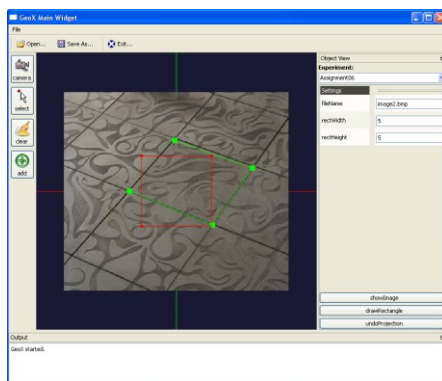 GeoX Main Widget
File
Open... Save As... Exit...
camera
select
clear
add
Object View
Experiment:
Assignment06
Settings
fileName image2.bmp
rectWidth 5
rectHeight 5
showImage
drawRectangle
undoProjection
Output
GeoX started.